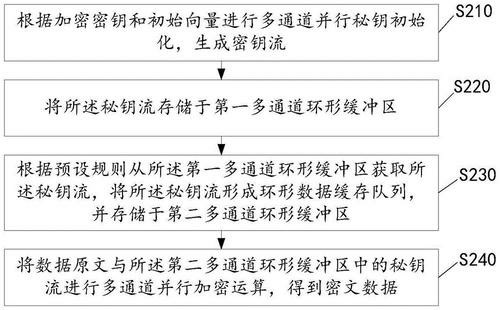 根据加密密钥和初始向量进行多通道并行秘钥初
始化，生成密钥流
S210
将所述秘钥流存储于第一多通道环形缓冲区
S220
根据预设规则从所述第一多通道环形缓冲区获取所
述秘钥流，将所述秘钥流形成环形数据缓存队列，
并存储于第二多通道环形缓冲区
S230
将数据原文与所述第二多通道环形缓冲区中的秘钥
流进行多通道并行加密运算，得到密文数据
S240